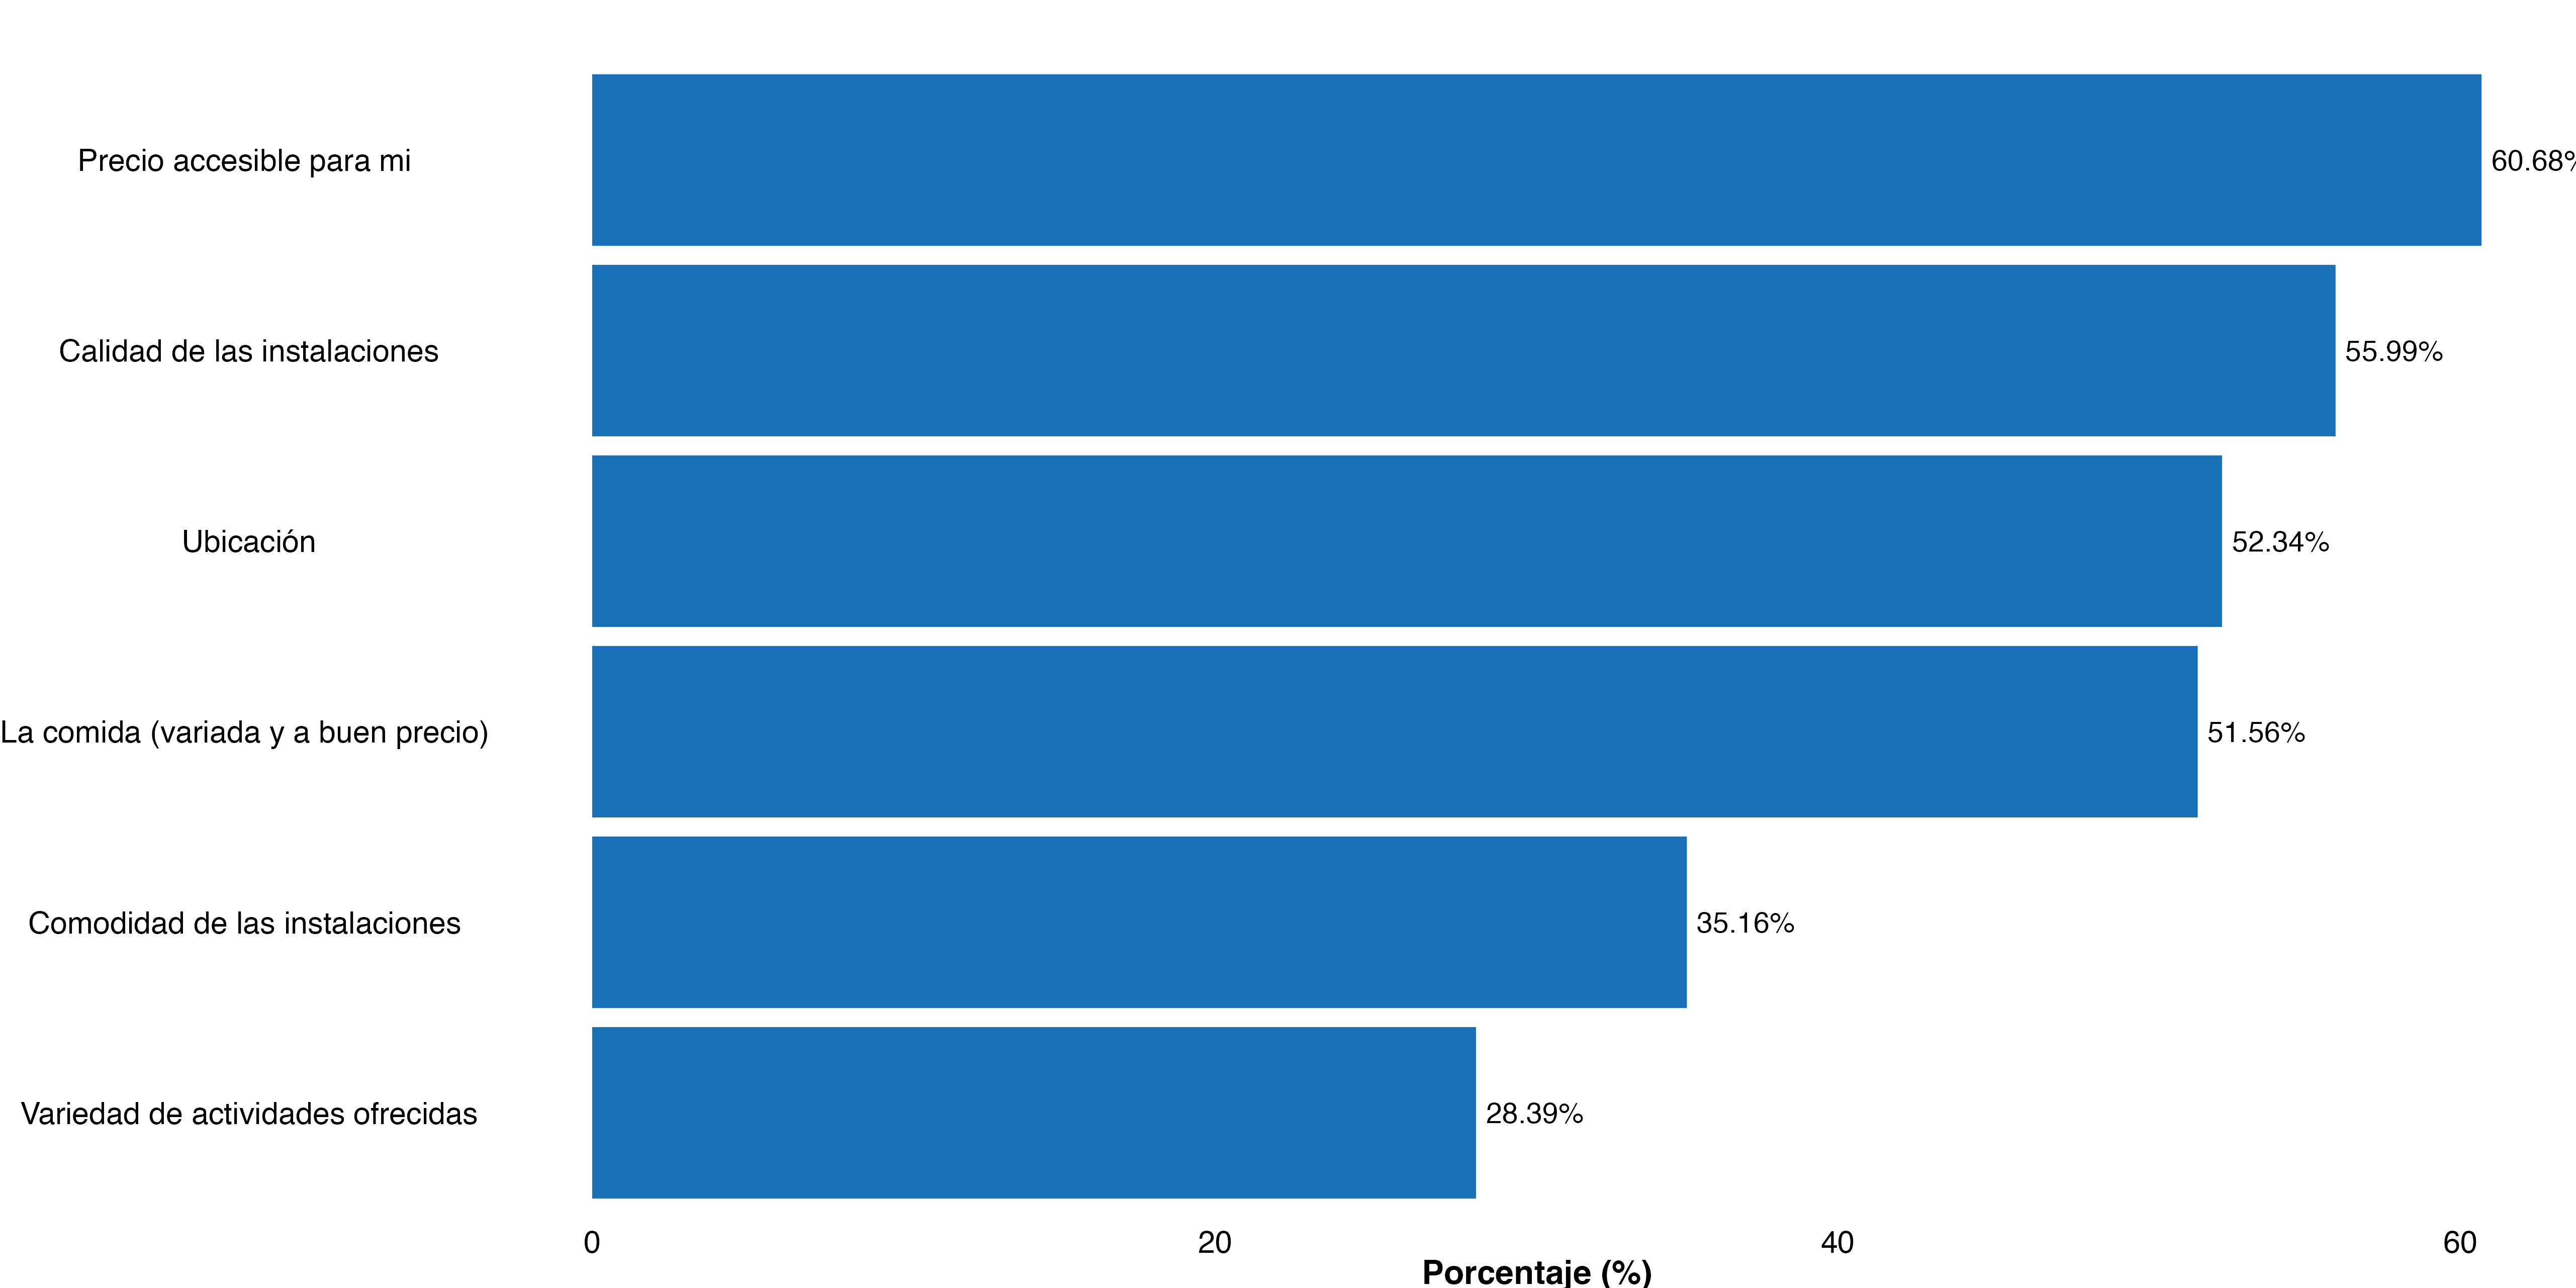 Precio accesible para mi
60.68%
Calidad de las instalaciones
55.99%
Ubicación
52.34%
La comida (variada y a buen precio)
51.56%
Comodidad de las instalaciones
35.16%
Variedad de actividades ofrecidas
28.39%
0 20 40 60
Porcentaje (%)